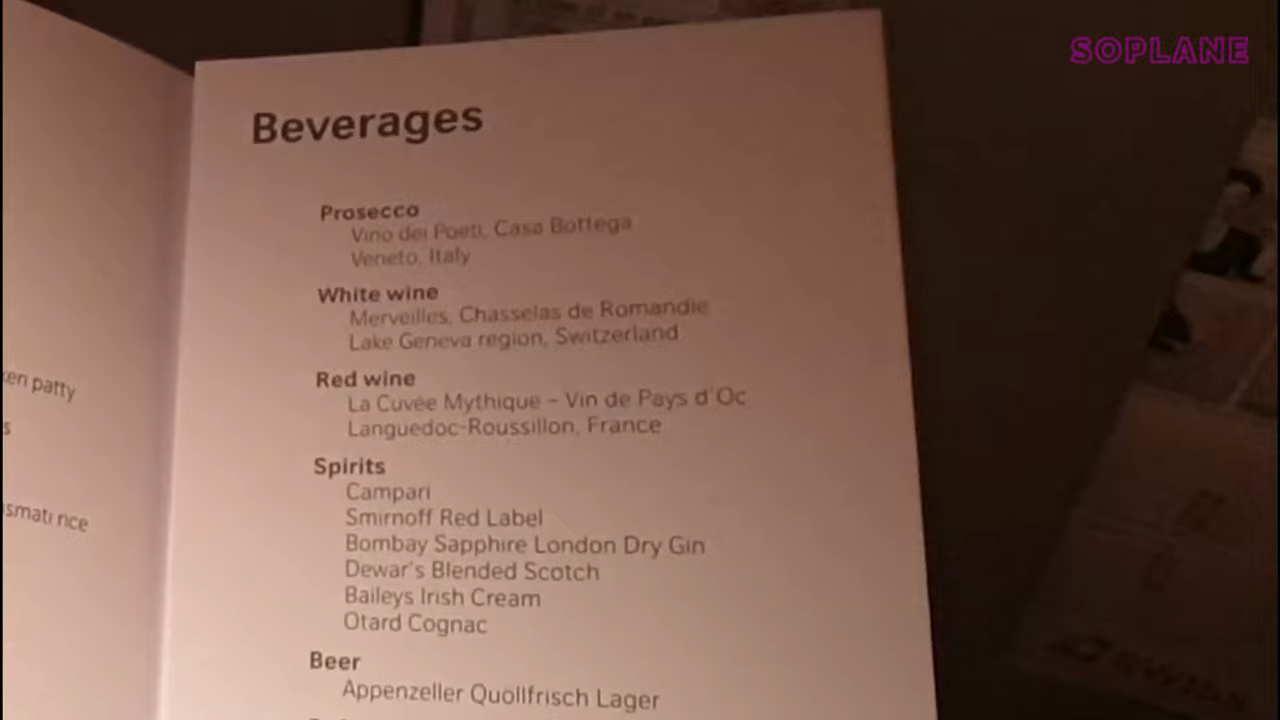 SOPLANE
Beverages
Prosecco
Vino dei Poeti, Casa Bottega
Veneto, Italy
White wine
Merveilles, Chasselas de Romandie
Lake Geneva region, Switzerland
Red wine
La Cuvée Mythique – Vin de Pays d'Oc
Languedoc-Roussillon, France
Spirits
Campari
Smirnoff Red Label
Bombay Sapphire London Dry Gin
Dewar's Blended Scotch
Baileys Irish Cream
Otard Cognac
Beer
Appenzeller Quöllfrisch Lager
patty
rice